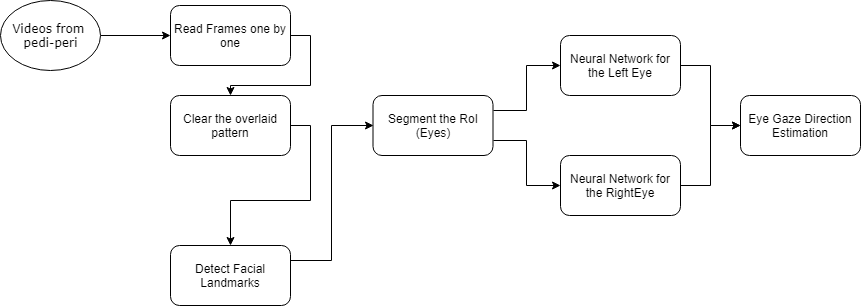 Videos from
pedi-peri
Read Frames one by
one
Clear the overlaid
pattern
Detect Facial
Landmarks
Segment the RoI
(Eyes)
Neural Network for
the Left Eye
Neural Network for
the RightEye
Eye Gaze Direction
Estimation